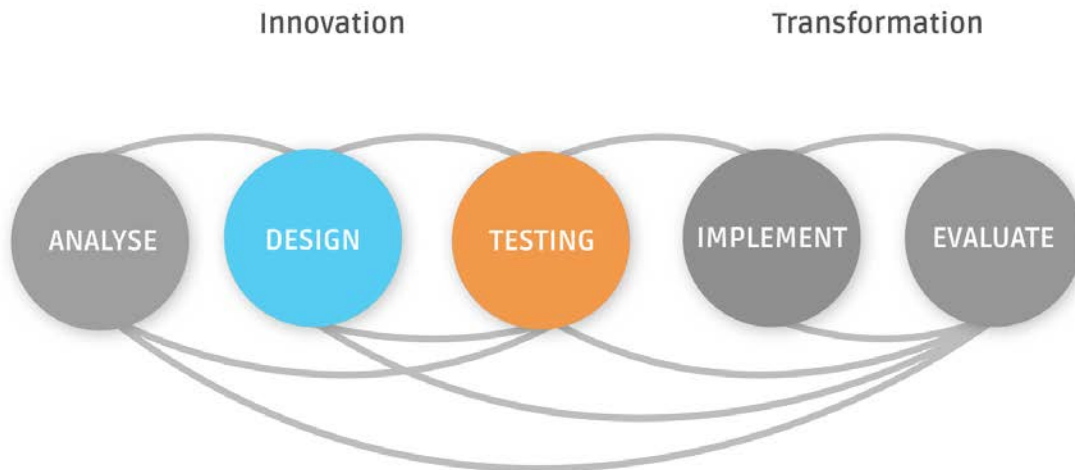 Innovation
Transformation
ANALYSE
DESIGN
TESTING
IMPLEMENT
EVALUATE